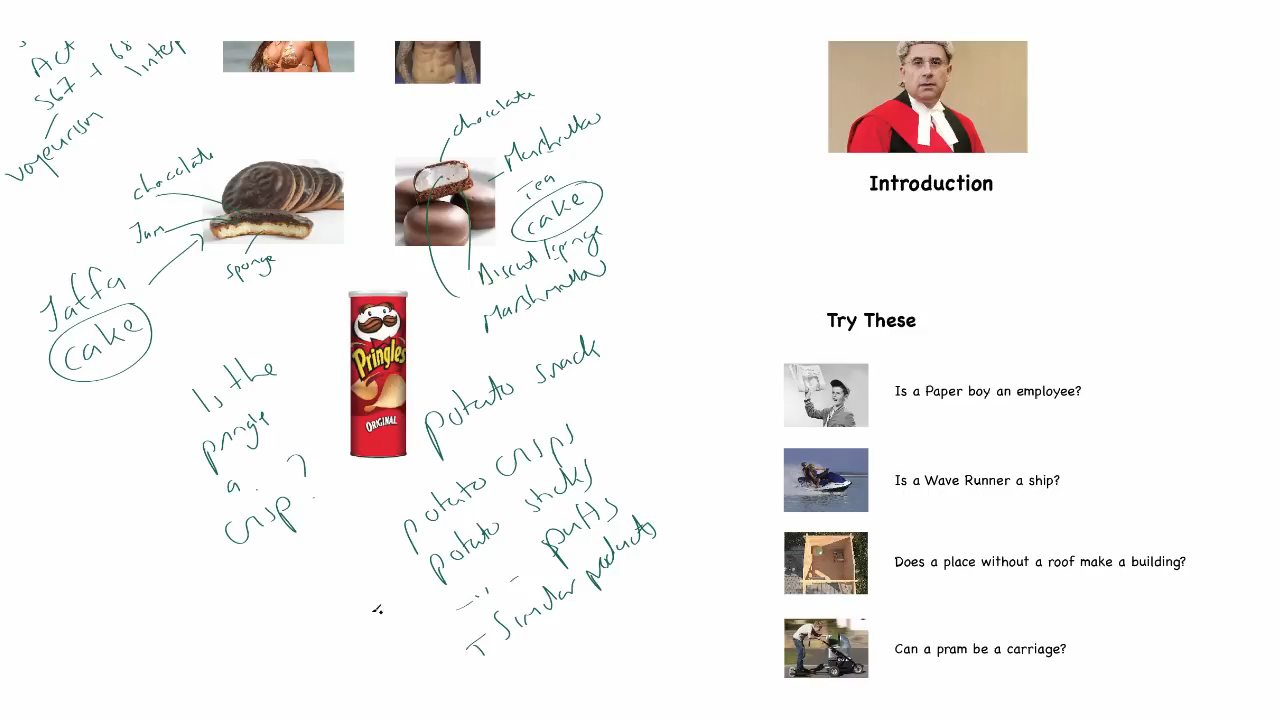 Act
S67 + 68
Interp
voyeurism
chocolate
Jam
sponge
Jaffa
cake
chocolate
Marshmallow
Tea
cake
Biscuit
Marshmallow
Pringles
ORIGINAL
Is the
pringle
a
crisp?
potato snack
potato crisps
potato sticks
puffs
Similar products
Introduction
Try These
Is a Paper boy an employee?
Is a Wave Runner a ship?
Does a place without a roof make a building?
Can a pram be a carriage?